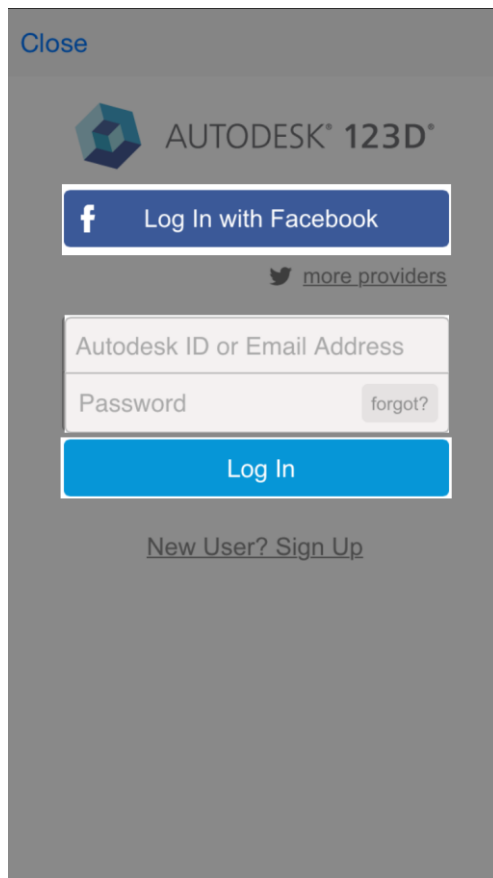 Close
AUTODESK® 123D®
f Log In with Facebook
more providers
Autodesk ID or Email Address
Password forgot?
Log In
New User? Sign Up